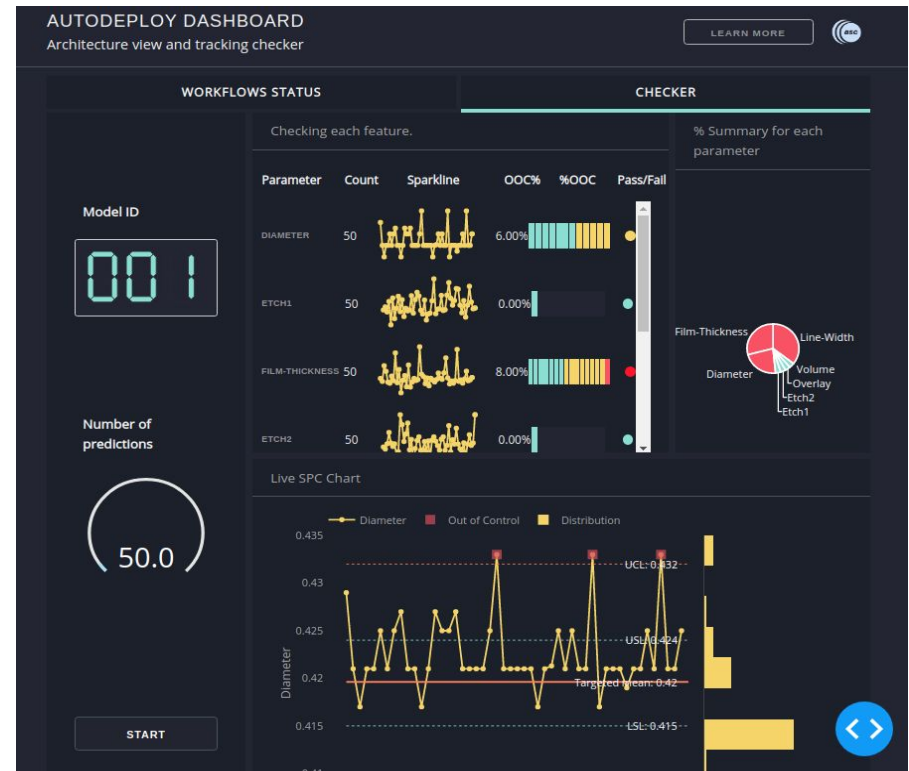 AUTODEPLOY DASHBOARD
Architecture view and tracking checker
LEARN MORE
asc
WORKFLOWS STATUS
CHECKER
Model ID
001
Number of
predictions
50.0
START
Checking each feature.
Parameter Count Sparkline OOC% %OOC Pass/Fail
DIAMETER 50 6.00%
ETCH1 50 0.00%
FILM-THICKNESS 50 8.00%
ETCH2 50 0.00%
% Summary for each
parameter
Film-Thickness
Line-Width
Diameter
Volume
Overlay
Etch2
Etch1
Live SPC Chart
Diameter Out of Control Distribution
0.435
UCL: 0.432
0.43
0.425
USL: 0.424
Diameter
0.42
Targeted mean: 0.42
0.415
LSL: 0.415